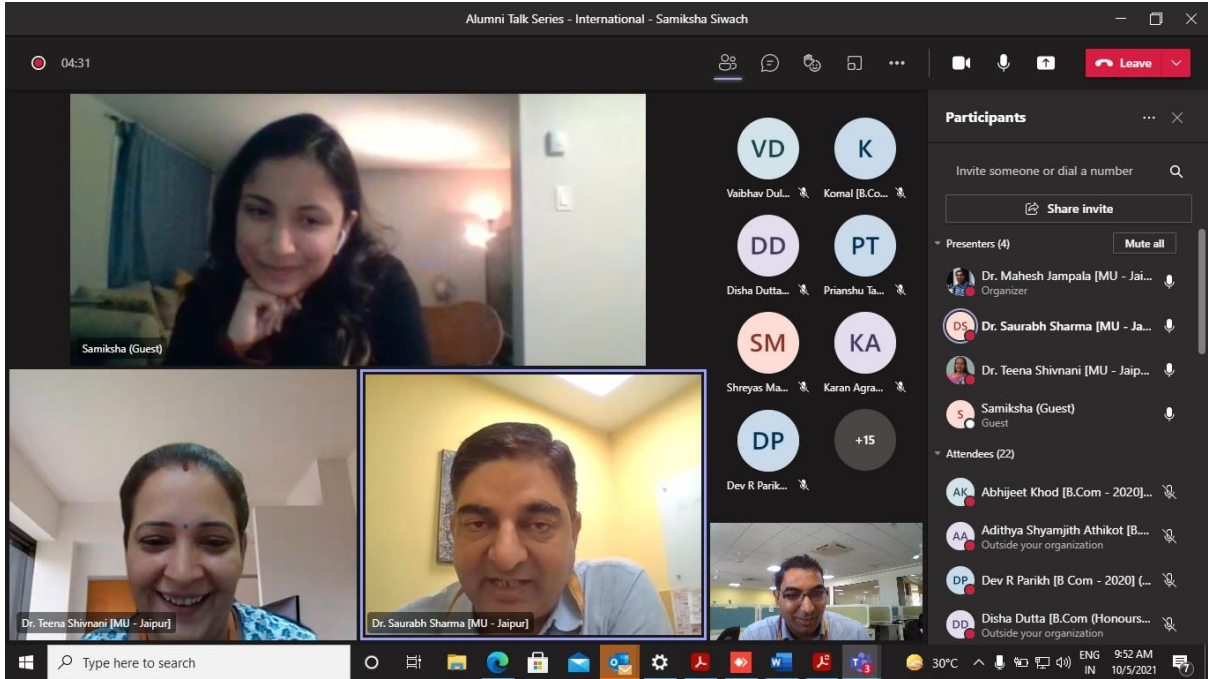 Alumni Talk Series - International - Samiksha Siwach
04:31
Leave
Samiksha (Guest)
Dr. Teena Shivnani [MU - Jaipur]
Dr. Saurabh Sharma [MU - Jaipur]
VD
Vaibhav Dul...
K
Komal [B.Co...
DD
Disha Dutta...
PT
Prianshu Ta...
SM
Shreyas Ma...
KA
Karan Agra...
DP
Dev R Parik...
+15
Participants
Invite someone or dial a number
Share invite
Presenters (4)
Mute all
Dr. Mahesh Jampala [MU - Jai...
Organizer
DS
Dr. Saurabh Sharma [MU - Ja...
Dr. Teena Shivnani [MU - Jaip...
S
Samiksha (Guest)
Guest
Attendees (22)
AK
Abhijeet Khod [B.Com - 2020]...
AA
Adithya Shyamjith Athikot [B....
Outside your organization
DP
Dev R Parikh [B Com - 2020] (...
DD
Disha Dutta [B.Com (Honours...
Outside your organization
Type here to search
30°C
ENG
IN
9:52 AM
10/5/2021
7